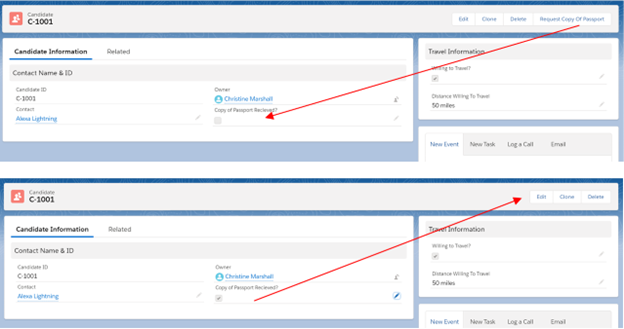 Candidate
C-1001
Edit Clone Delete Request Copy Of Passport
Candidate Information Related
Contact Name & ID
Candidate ID
C-1001
Contact
Alexa Lightning
Owner
Christine Marshall
Copy of Passport Recieved?
Travel Information
Willing to Travel?
Distance Willing To Travel
50 miles
New Event New Task Log a Call Email
Candidate
C-1001
Edit Clone Delete
Candidate Information Related
Contact Name & ID
Candidate ID
C-1001
Contact
Alexa Lightning
Owner
Christine Marshall
Copy of Passport Recieved?
Travel Information
Willing to Travel?
Distance Willing To Travel
50 miles
New Event New Task Log a Call Email